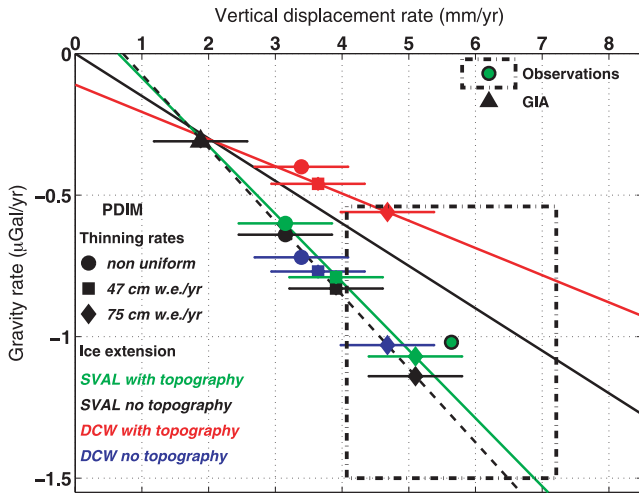 Vertical displacement rate (mm/yr)
0 1 2 3 4 5 6 7 8
Gravity rate (μGal/yr)
0
−0.5
−1
−1.5
Observations
GIA
PDIM
Thinning rates
non uniform
47 cm w.e./yr
75 cm w.e./yr
Ice extension
SVAL with topography
SVAL no topography
DCW with topography
DCW no topography